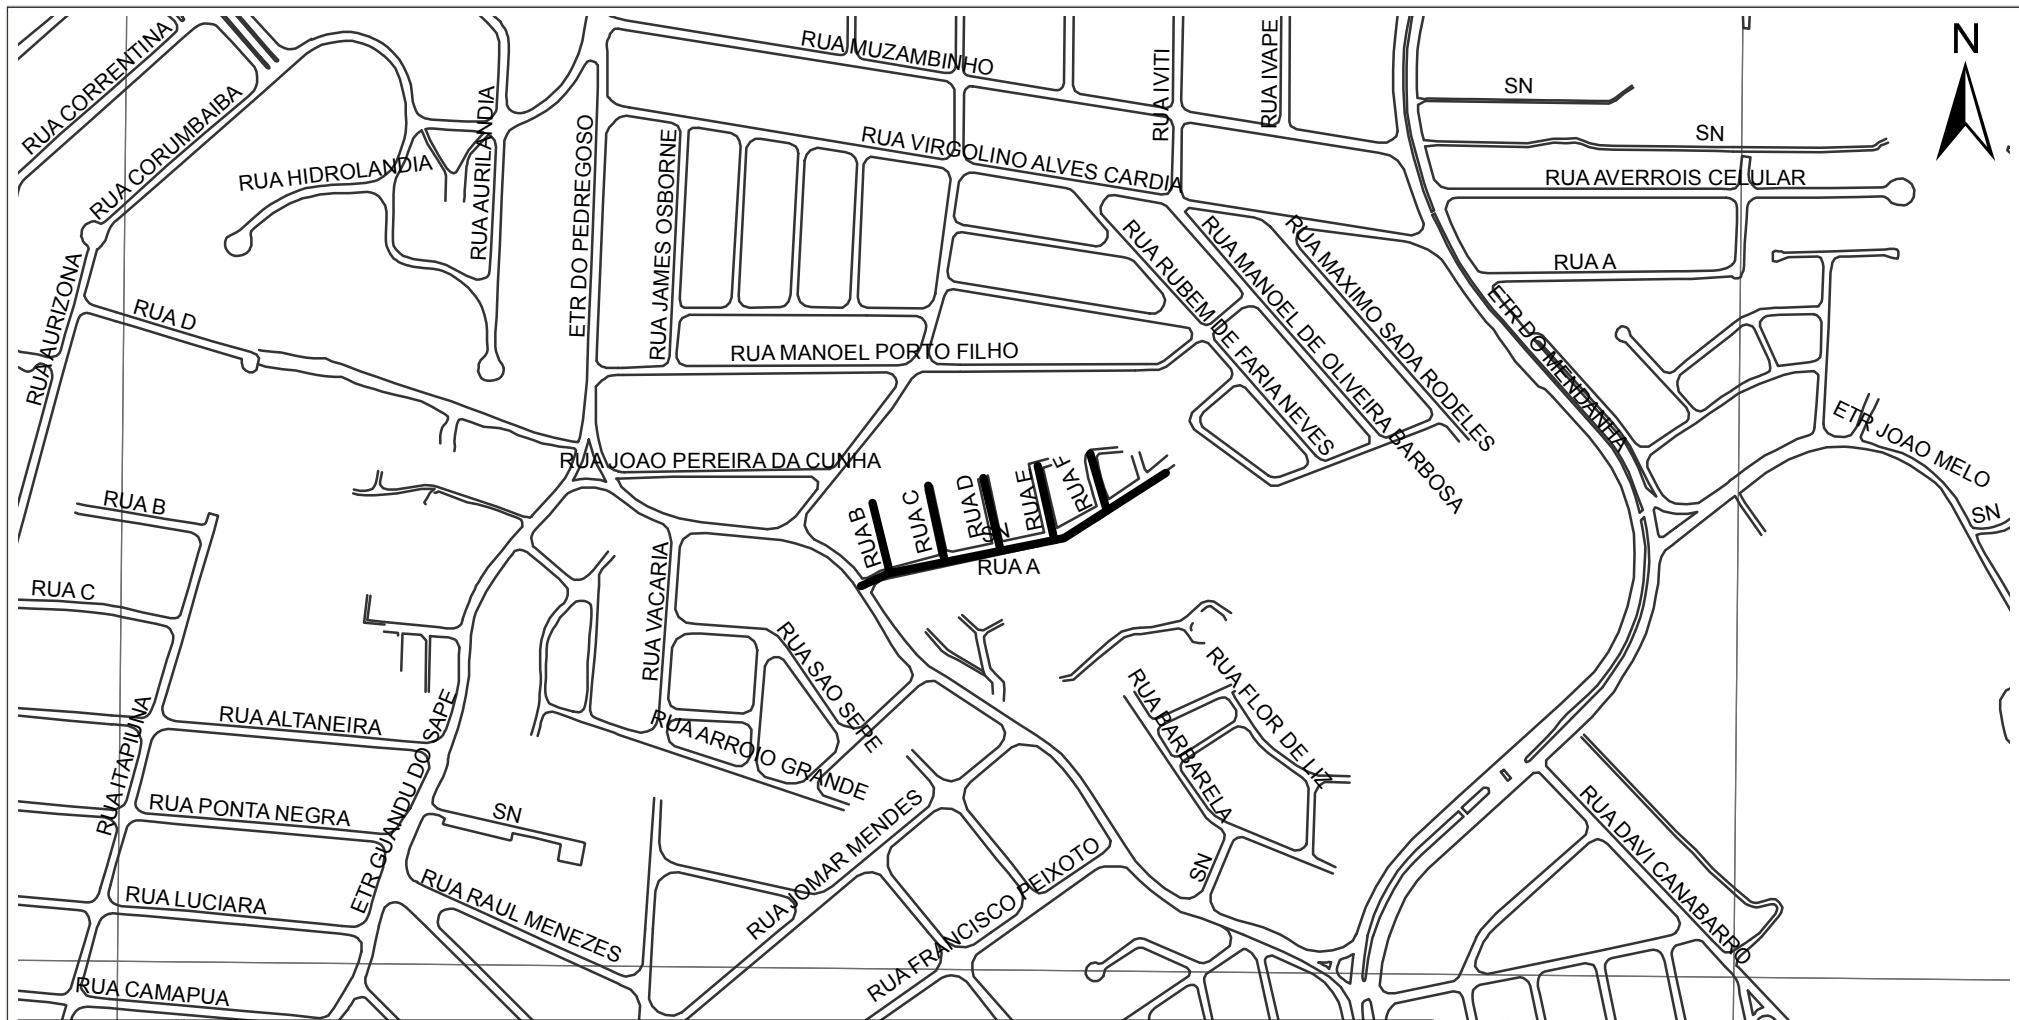 N
RUA CORRENTINA
RUA CORUMBAIBA
RUA HIDROLANDIA
RUA AURILANDIA
ETR DO PEDREGOSO
RUA JAMES OSBORNE
RUA MUZAMBINHO
RUA VIRGOLINO ALVES CARDIA
RUA IVITI
RUA IVAPE
SN
SN
RUA AVERROIS CELULAR
RUA A
RUA AURIZONA
RUA D
RUA MANOEL PORTO FILHO
RUA RUBEM DE FARIA NEVES
RUA MANOEL DE OLIVEIRA BARBOSA
RUA MAXIMO SADA RODELES
ETR DO MENDANHA
ETR JOAO MELO
SN
RUA JOAO PEREIRA DA CUNHA
RUA B
RUA C
RUA B
RUA C
RUA D
SN
RUA E
RUA F
RUA A
RUA VACARIA
RUA SAO SEPE
RUA ARROIO GRANDE
RUA ITAPIUNA
RUA ALTANEIRA
ETR GUANDU DO SAPE
RUA PONTA NEGRA
SN
RUA LUCIARA
RUA RAUL MENEZES
RUA CAMAPUA
RUA JOMAR MENDES
RUA FRANCISCO PEIXOTO
RUA BARBARELA
RUA FLOR DE LIZ
SN
RUA DAVI CANABARRO